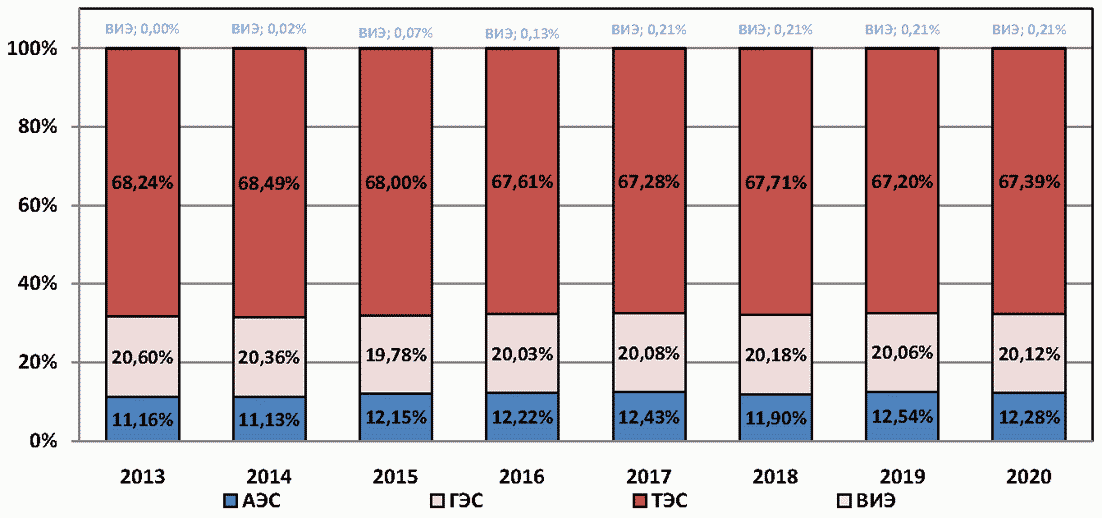 ВИЭ; 0,00% ВИЭ; 0,02% ВИЭ; 0,07% ВИЭ; 0,13% ВИЭ; 0,21% ВИЭ; 0,21% ВИЭ; 0,21% ВИЭ; 0,21%
100%
80%
68,24% 68,49% 68,00% 67,61% 67,28% 67,71% 67,20% 67,39%
60%
40%
20,60% 20,36% 19,78% 20,03% 20,08% 20,18% 20,06% 20,12%
20%
11,16% 11,13% 12,15% 12,22% 12,43% 11,90% 12,54% 12,28%
0%
2013 2014 2015 2016 2017 2018 2019 2020
АЭС ГЭС ТЭС ВИЭ